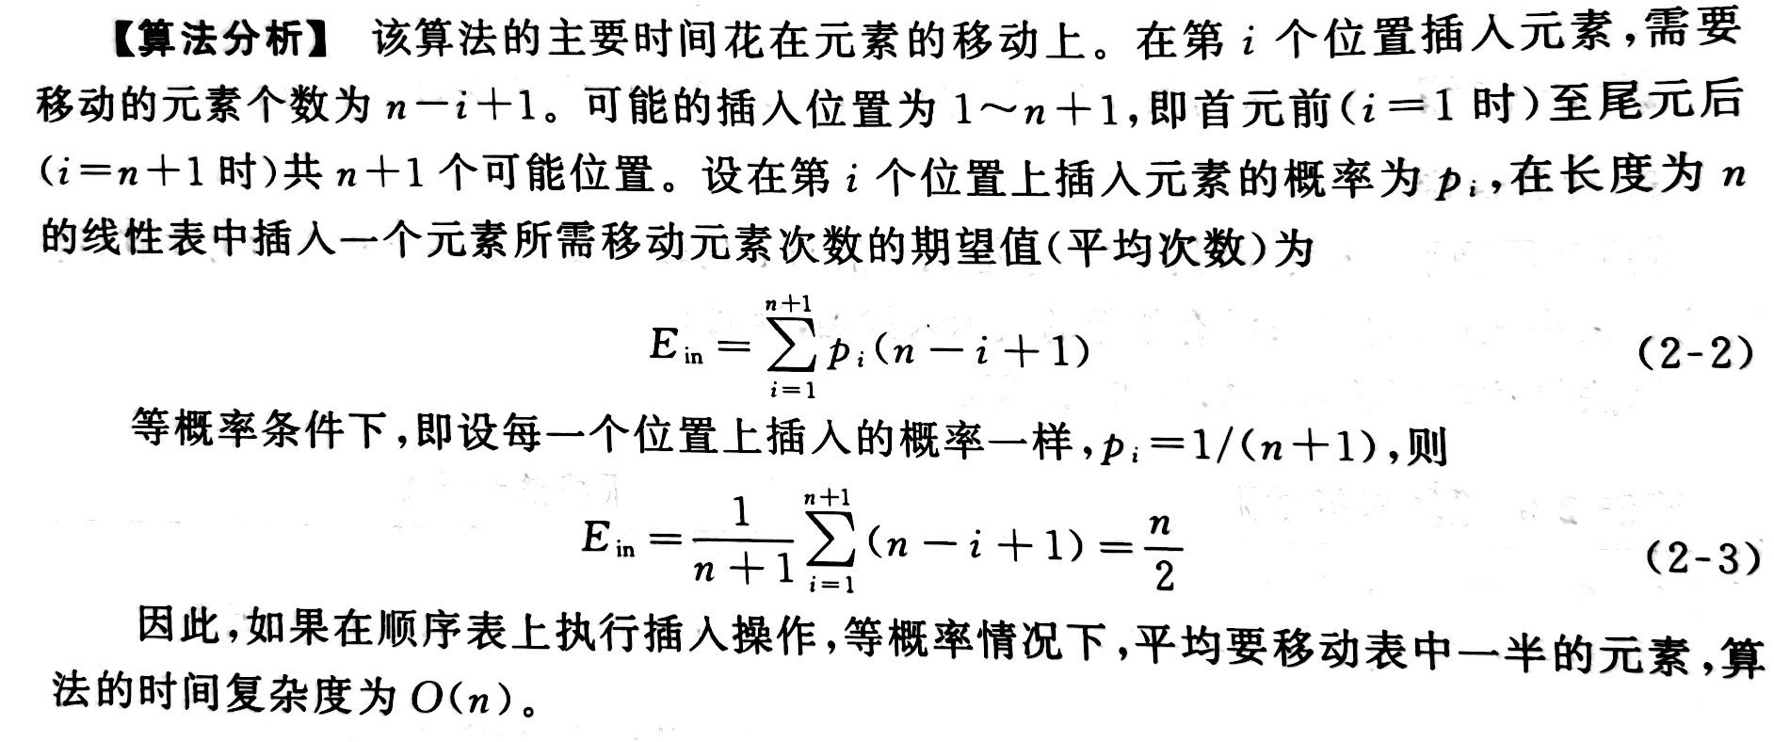 【算法分析】 该算法的主要时间花在元素的移动上。在第 i 个位置插入元素,需要
移动的元素个数为 n－i＋1。可能的插入位置为 1～n＋1,即首元前(i＝1 时)至尾元后
(i＝n＋1 时)共 n＋1 个可能位置。设在第 i 个位置上插入元素的概率为 pᵢ,在长度为 n
的线性表中插入一个元素所需移动元素次数的期望值(平均次数)为
E_in = \sum_{i=1}^{n+1} p_i (n - i + 1) (2-2)
等概率条件下,即设每一个位置上插入的概率一样,pᵢ＝1/(n＋1),则
E_in = \frac{1}{n+1} \sum_{i=1}^{n+1} (n - i + 1) = \frac{n}{2} (2-3)
因此,如果在顺序表上执行插入操作,等概率情况下,平均要移动表中一半的元素,算
法的时间复杂度为 O(n)。